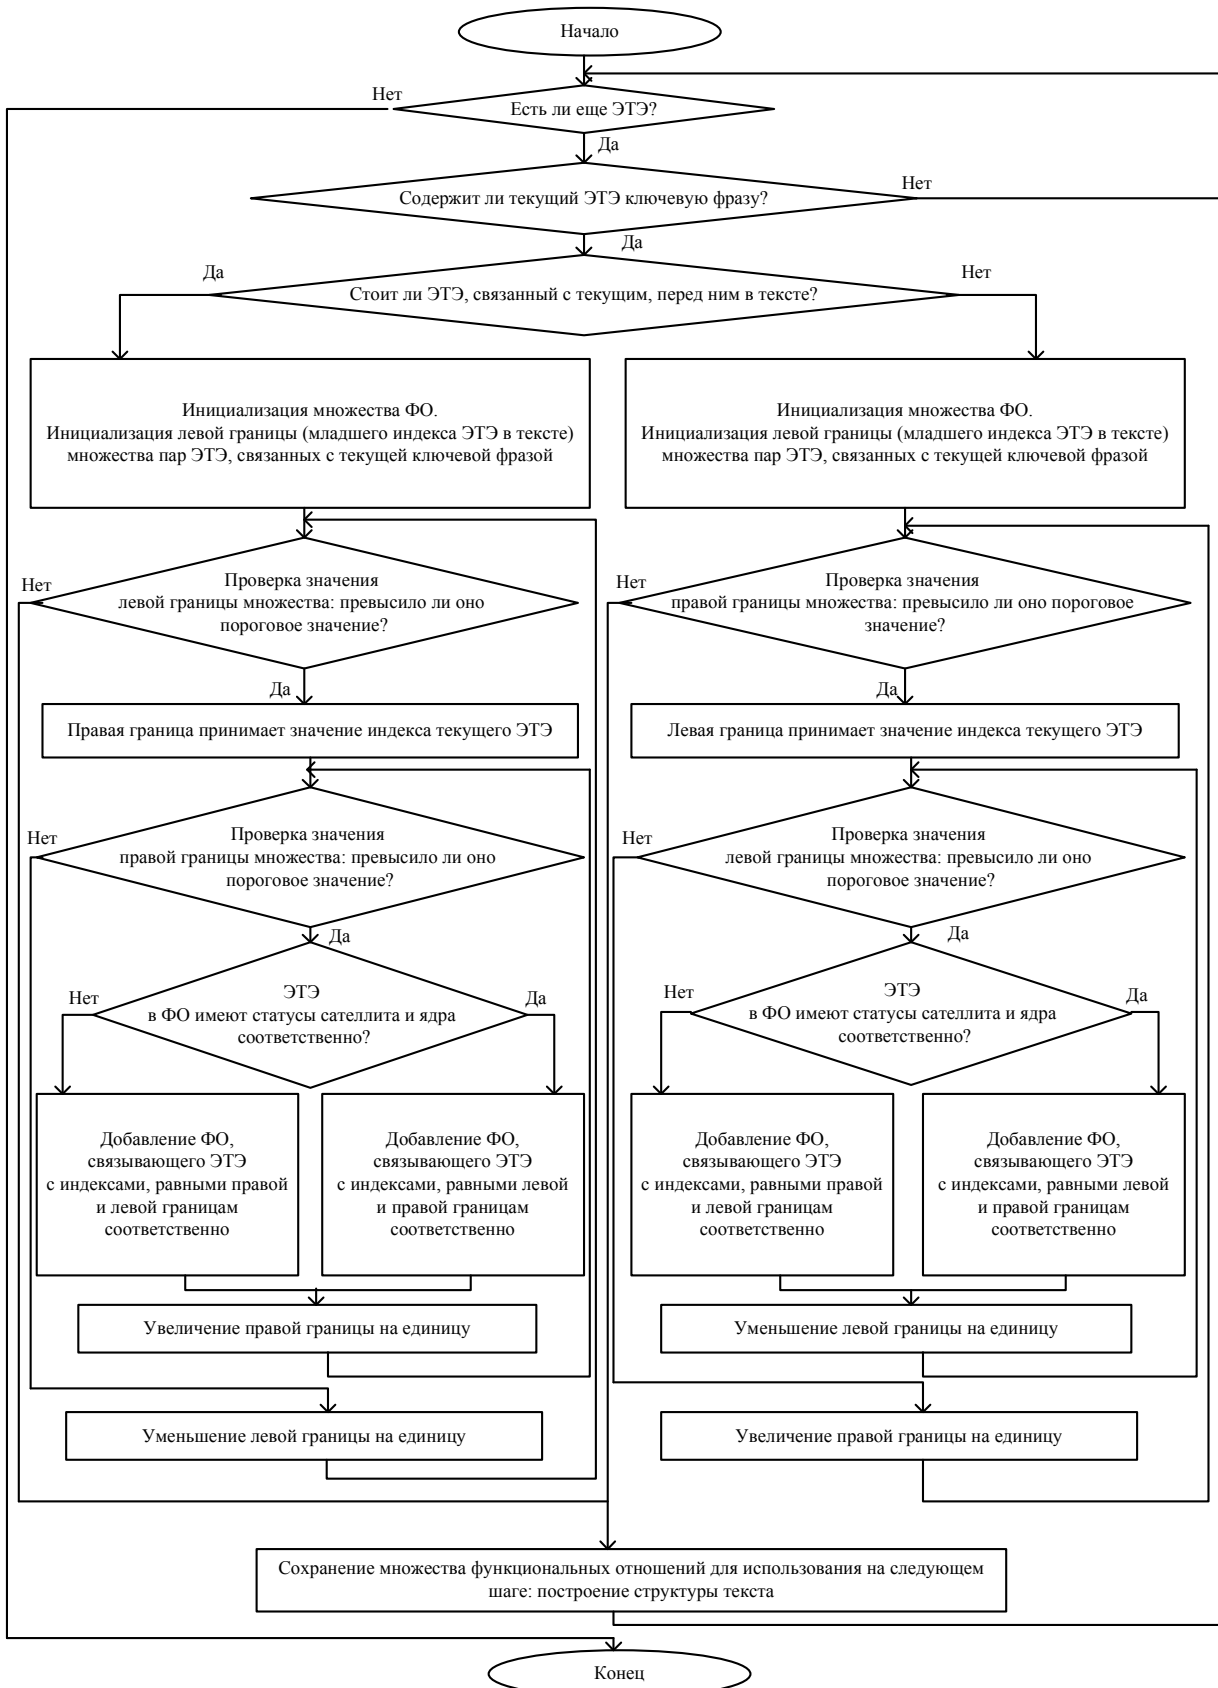 Начало
Нет
Есть ли еще ЭТЭ?
Да
Содержит ли текущий ЭТЭ ключевую фразу?
Нет
Да
Да
Стоит ли ЭТЭ, связанный с текущим, перед ним в тексте?
Нет
Инициализация множества ФО.
Инициализация левой границы (младшего индекса ЭТЭ в тексте)
множества пар ЭТЭ, связанных с текущей ключевой фразой
Инициализация множества ФО.
Инициализация левой границы (младшего индекса ЭТЭ в тексте)
множества пар ЭТЭ, связанных с текущей ключевой фразой
Нет
Проверка значения
левой границы множества: превысило ли оно
пороговое значение?
Нет
Проверка значения
правой границы множества: превысило ли оно пороговое
значение?
Да
Да
Правая граница принимает значение индекса текущего ЭТЭ
Левая граница принимает значение индекса текущего ЭТЭ
Нет
Проверка значения
правой границы множества: превысило ли оно
пороговое значение?
Нет
Проверка значения
левой границы множества: превысило ли оно
пороговое значение?
Да
Да
Нет
ЭТЭ
в ФО имеют статусы сателлита и ядра
соответственно?
Да
Нет
ЭТЭ
в ФО имеют статусы сателлита и ядра
соответственно?
Да
Добавление ФО,
связывающего ЭТЭ
с индексами, равными правой
и левой границам
соответственно
Добавление ФО,
связывающего ЭТЭ
с индексами, равными левой
и правой границам
соответственно
Добавление ФО,
связывающего ЭТЭ
с индексами, равными правой
и левой границам
соответственно
Добавление ФО,
связывающего ЭТЭ
с индексами, равными левой
и правой границам
соответственно
Увеличение правой границы на единицу
Уменьшение левой границы на единицу
Уменьшение левой границы на единицу
Увеличение правой границы на единицу
Сохранение множества функциональных отношений для использования на следующем
шаге: построение структуры текста
Конец